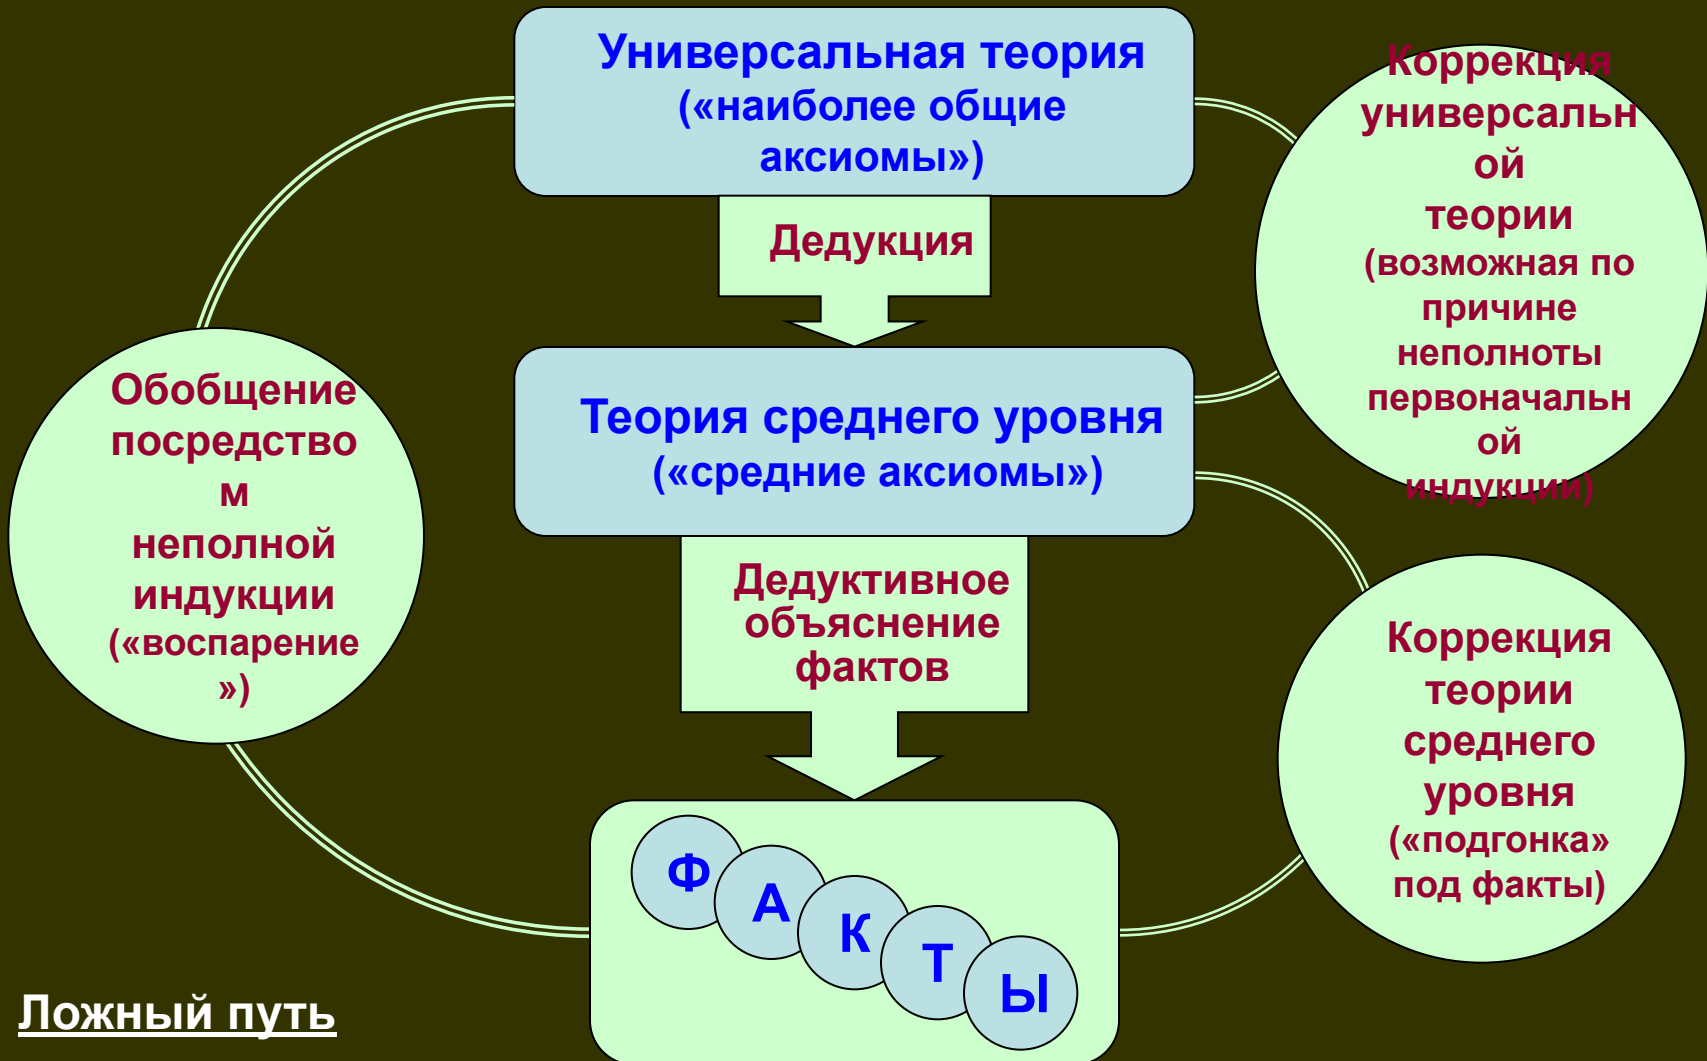 Универсальная теория
(«наиболее общие
аксиомы»)
Коррекция
универсальн
ой
теории
(возможная по
причине
неполноты
первоначальн
ой
индукции)
Дедукция
Обобщение
посредство
м
неполной
индукции
(«воспарение
»)
Теория среднего уровня
(«средние аксиомы»)
Дедуктивное
объяснение
фактов
Коррекция
теории
среднего
уровня
(«подгонка»
под факты)
ФАКТЫ
Ложный путь